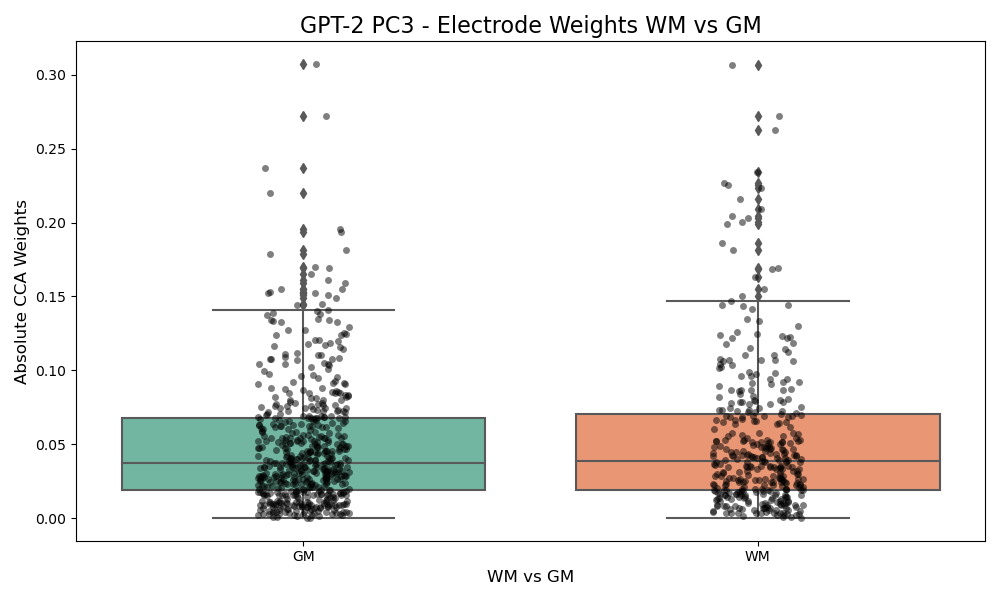 GPT-2 PC3 - Electrode Weights WM vs GM
Absolute CCA Weights
0.30
0.25
0.20
0.15
0.10
0.05
0.00
GM
WM
WM vs GM